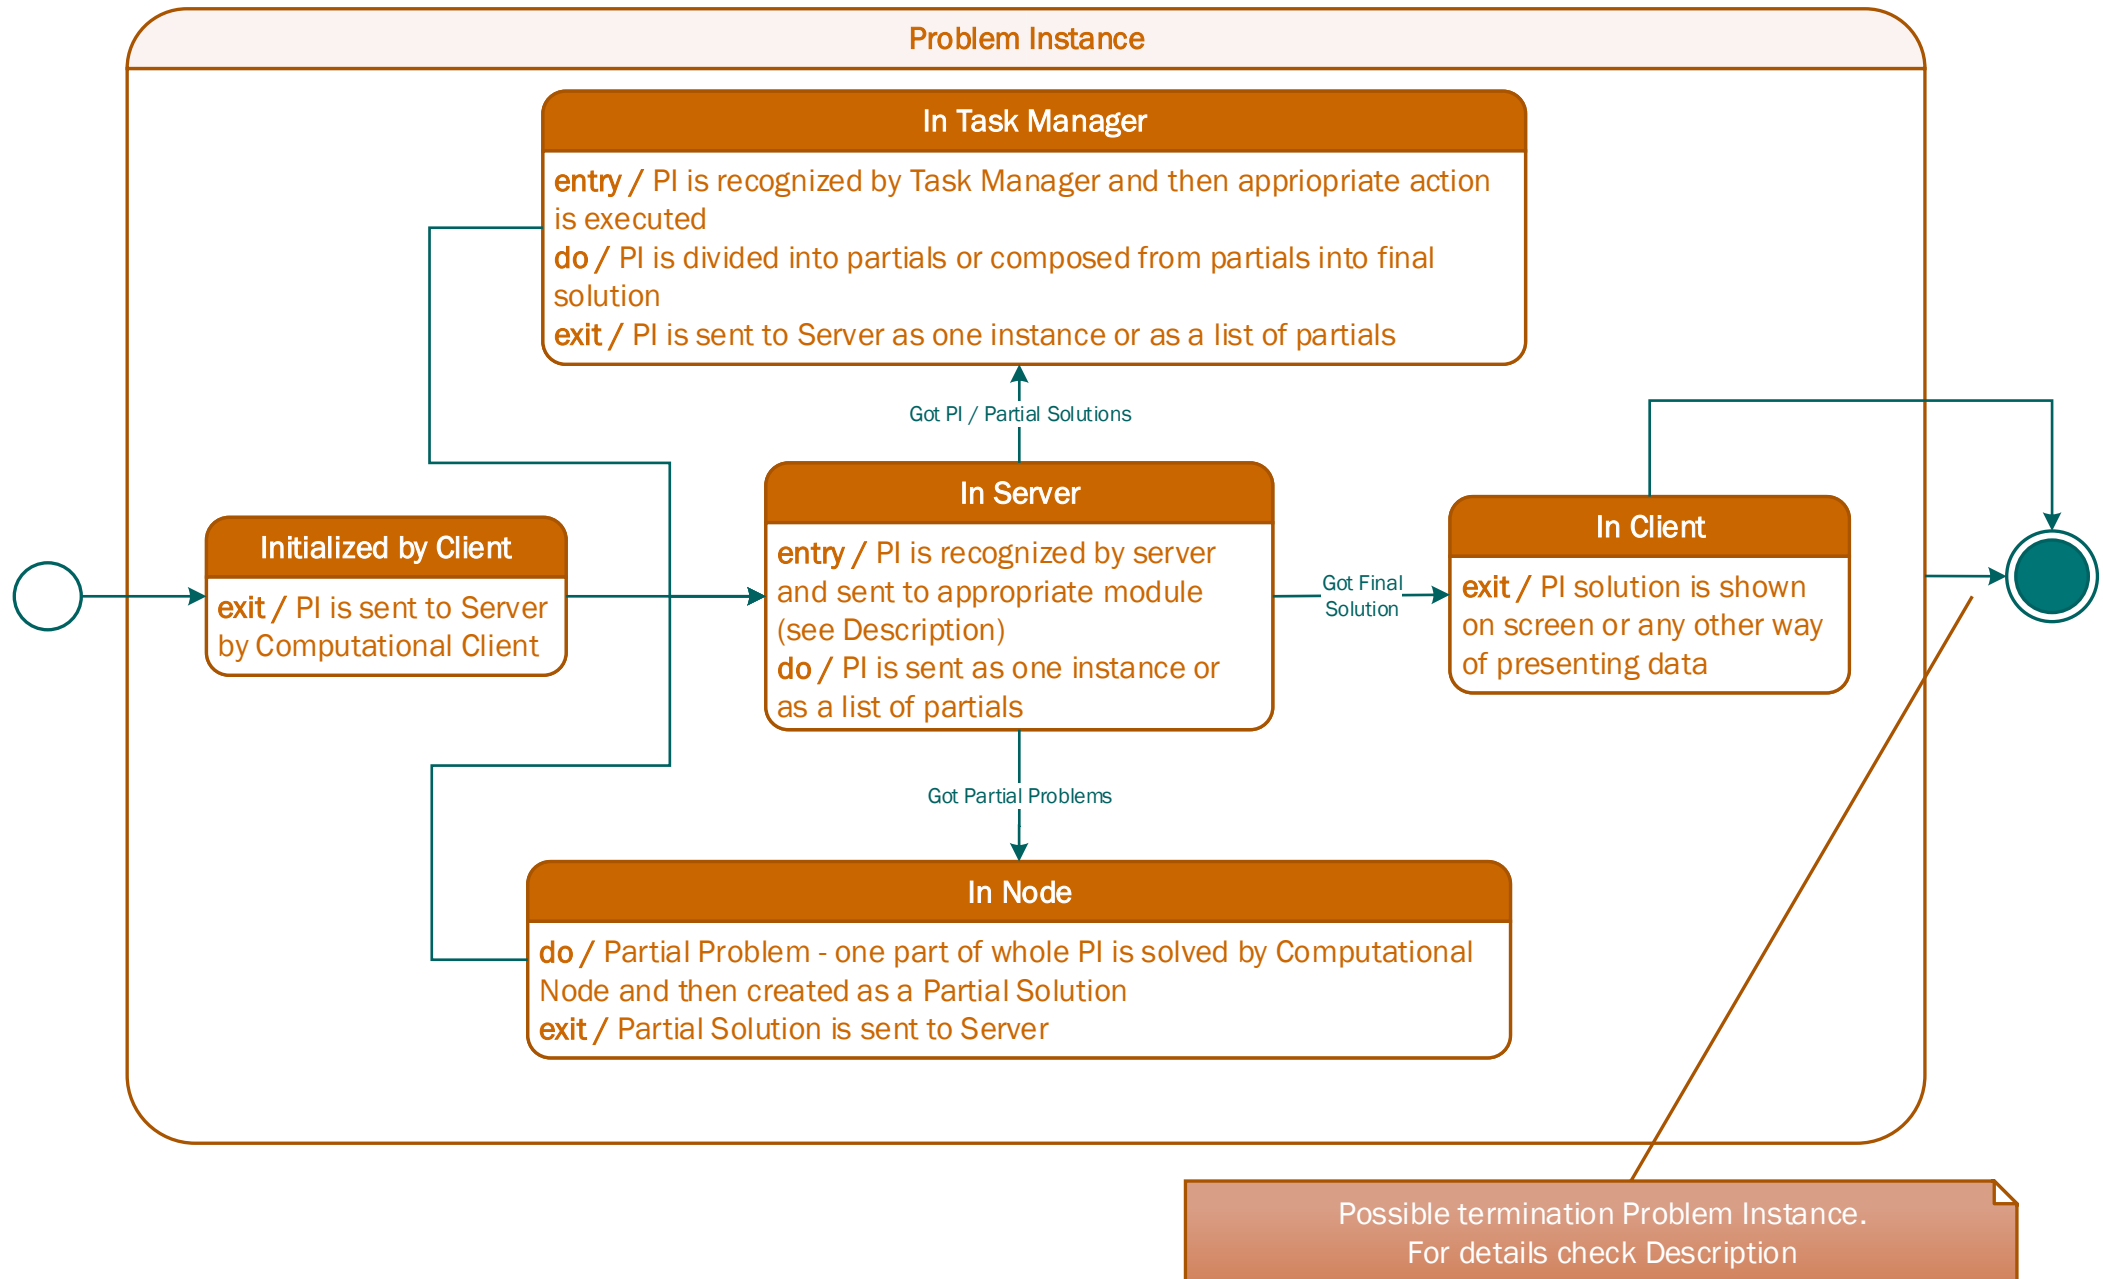 Problem Instance
In Task Manager
entry / PI is recognized by Task Manager and then appriopriate action
is executed
do / PI is divided into partials or composed from partials into final
solution
exit / PI is sent to Server as one instance or as a list of partials
Got PI / Partial Solutions
In Server
entry / PI is recognized by server
and sent to appropriate module
(see Description)
do / PI is sent as one instance or
as a list of partials
Initialized by Client
exit / PI is sent to Server
by Computational Client
Got Final
Solution
In Client
exit / PI solution is shown
on screen or any other way
of presenting data
Got Partial Problems
In Node
do / Partial Problem - one part of whole PI is solved by Computational
Node and then created as a Partial Solution
exit / Partial Solution is sent to Server
Possible termination Problem Instance.
For details check Description